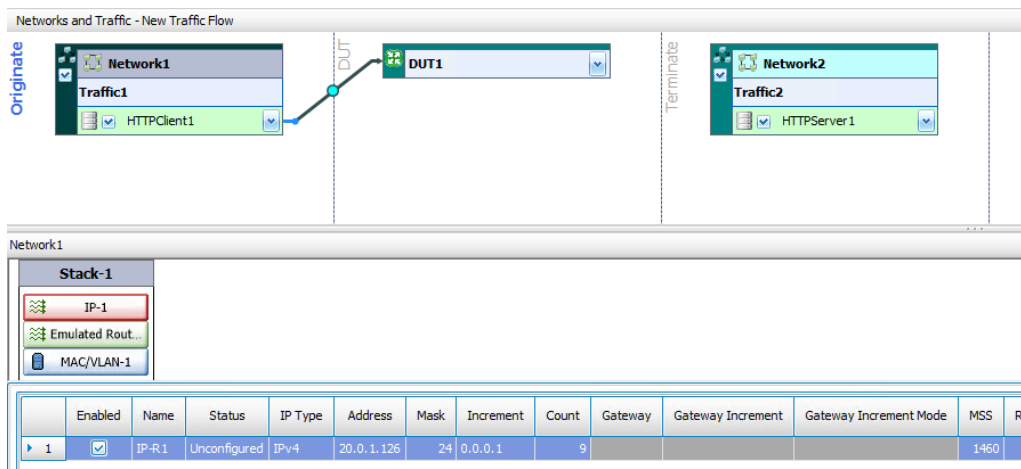 Networks and Traffic - New Traffic Flow
Originate
Network1
Traffic1
HTTPClient1
DUT
DUT1
Terminate
Network2
Traffic2
HTTPServer1
Network1
Stack-1
IP-1
Emulated Rout...
MAC/VLAN-1
Enabled Name Status IP Type Address Mask Increment Count Gateway Gateway Increment Gateway Increment Mode MSS R
1 IP-R1 Unconfigured IPv4 20.0.1.126 24 0.0.0.1 9 1460